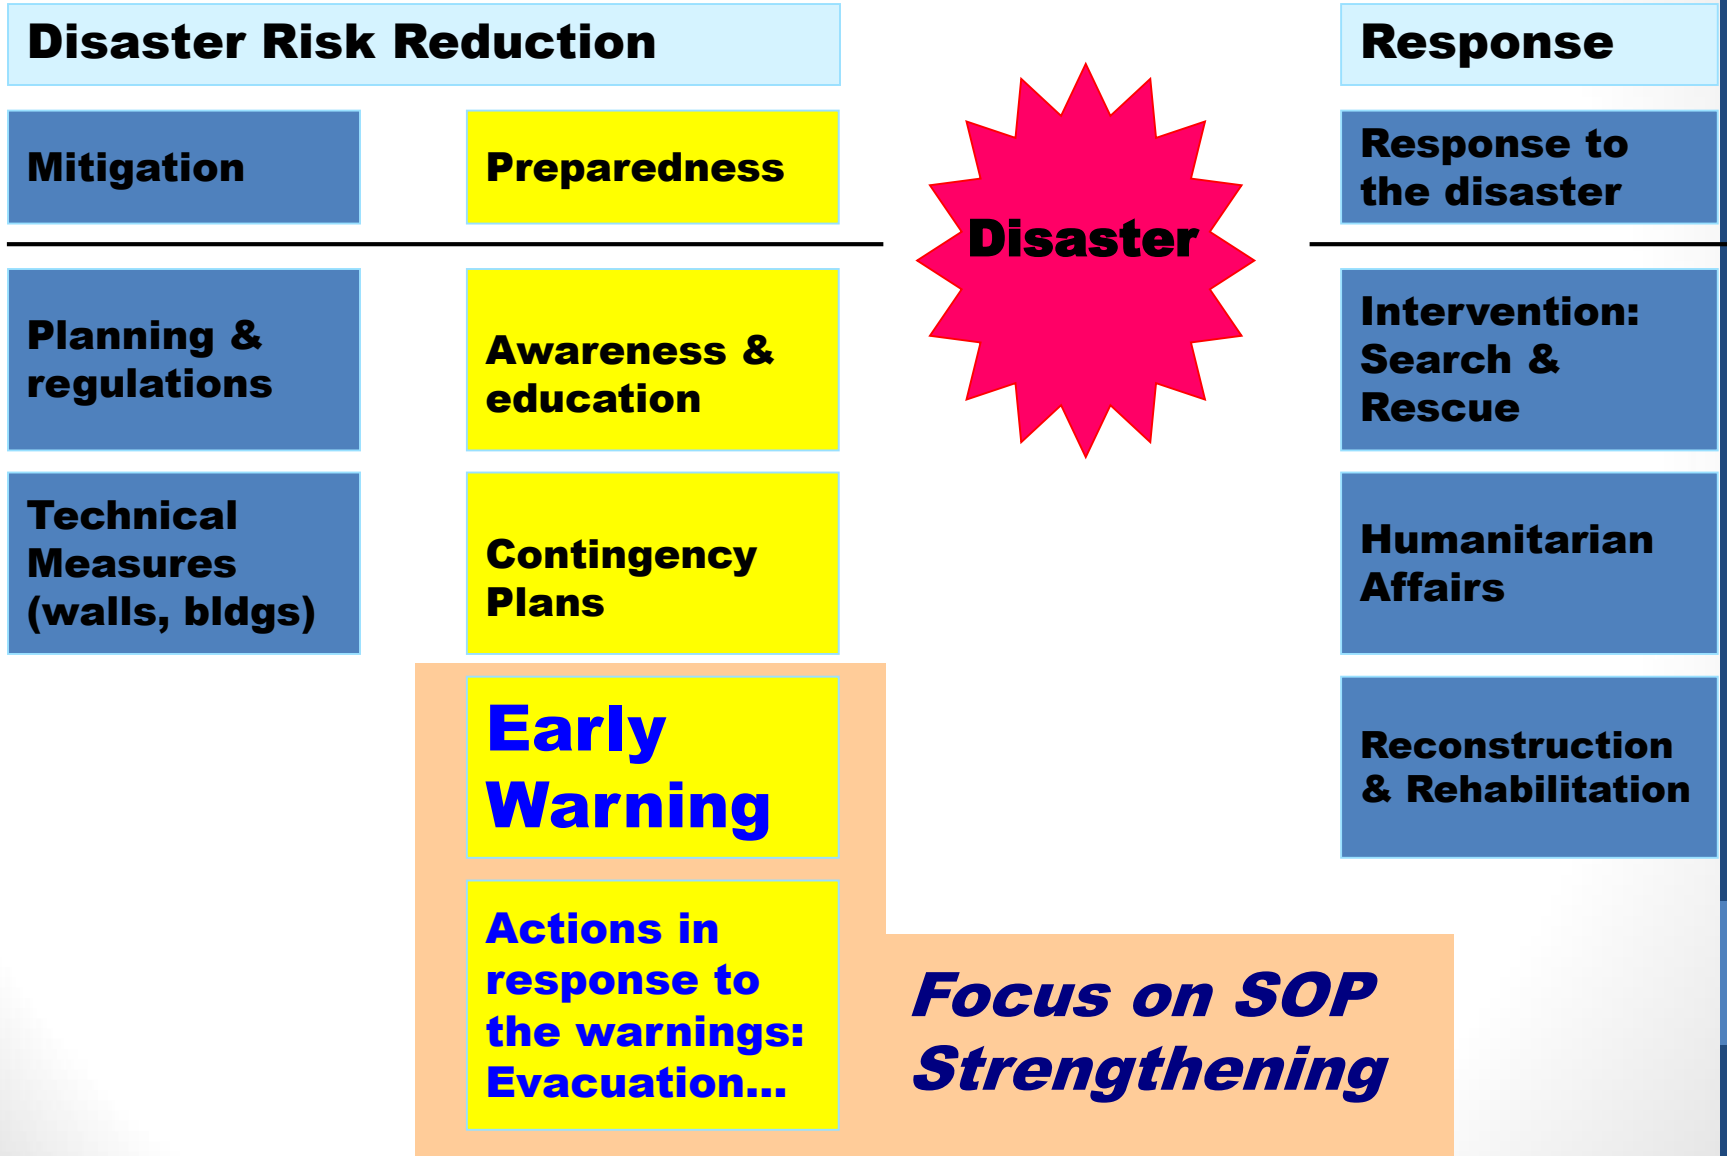 Disaster Risk Reduction
Response
Mitigation
Preparedness
Disaster
Response to
the disaster
Planning &
regulations
Awareness &
education
Intervention:
Search &
Rescue
Technical
Measures
(walls, bldgs)
Contingency
Plans
Humanitarian
Affairs
Early
Warning
Reconstruction
& Rehabilitation
Actions in
response to
the warnings:
Evacuation...
Focus on SOP
Strengthening